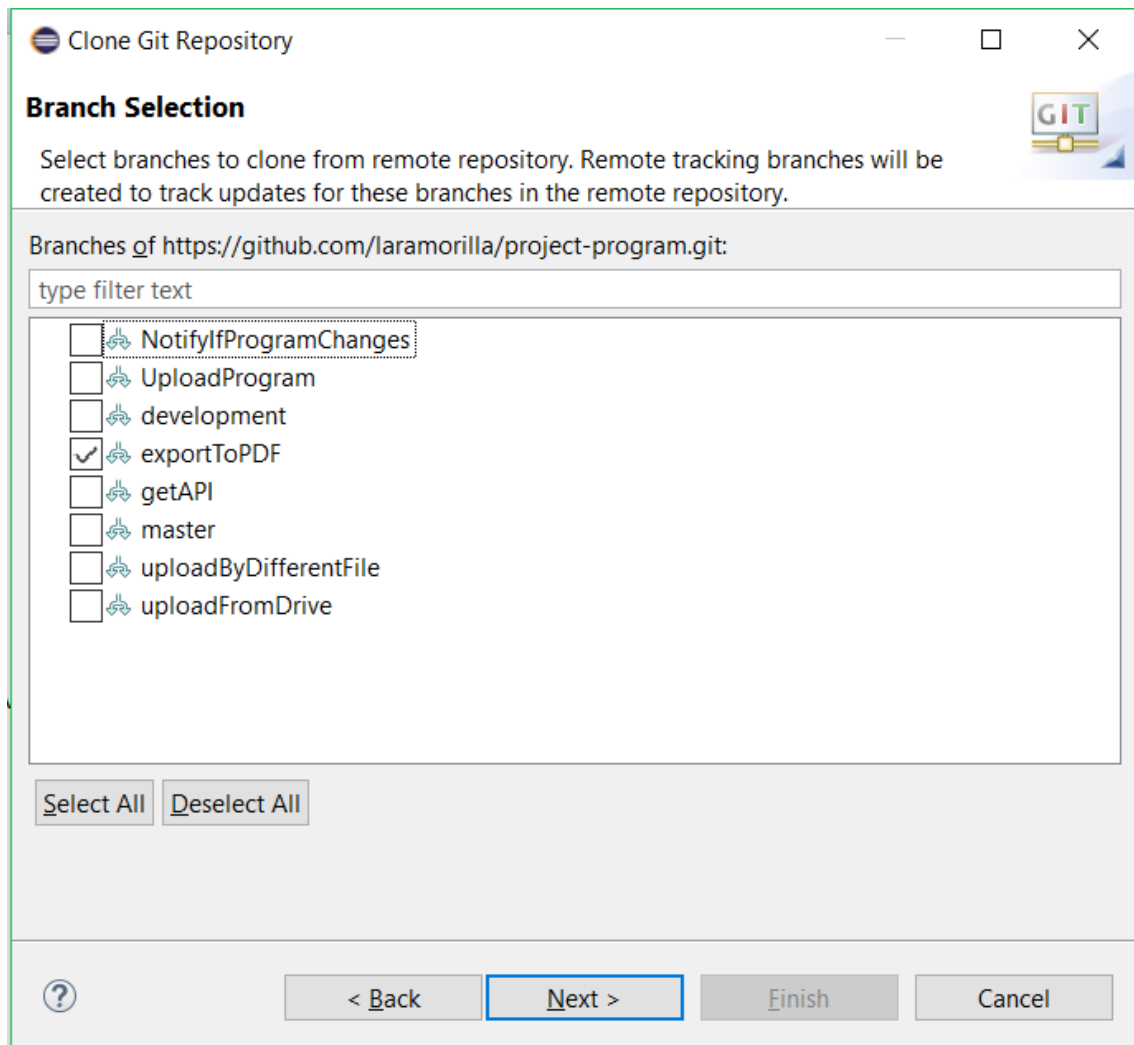 Clone Git Repository
Branch Selection
GIT
Select branches to clone from remote repository. Remote tracking branches will be
created to track updates for these branches in the remote repository.
Branches of https://github.com/laramorilla/project-program.git:
type filter text
NotifyIfProgramChanges
UploadProgram
development
exportToPDF
getAPI
master
uploadByDifferentFile
uploadFromDrive
Select All Deselect All
? < Back Next > Finish Cancel